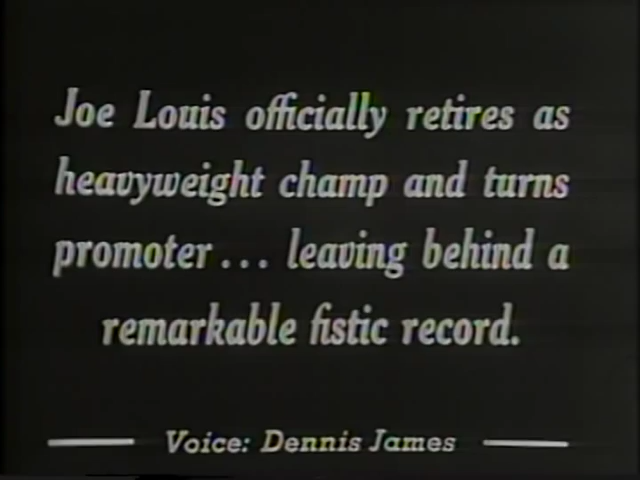 Joe Louis officially retires as
heavyweight champ and turns
promoter... leaving behind a
remarkable fistic record.
Voice: Dennis James